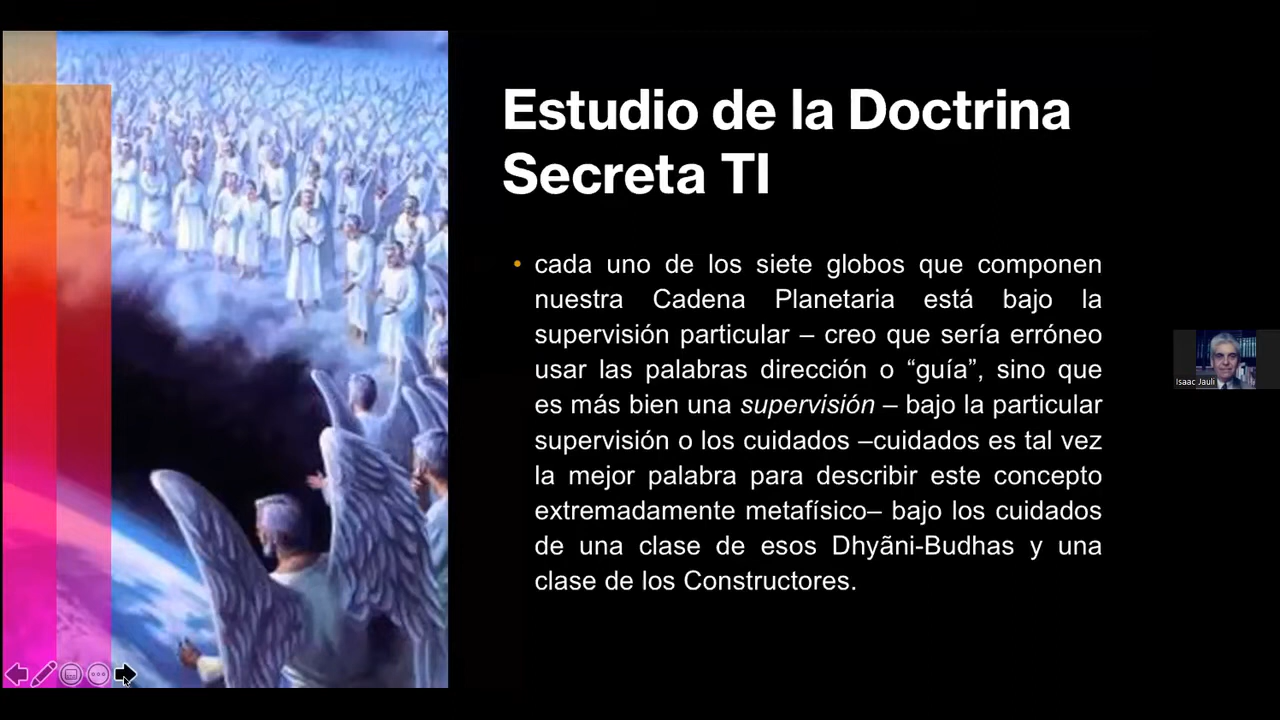 Estudio de la Doctrina
Secreta TI
• cada uno de los siete globos que componen
nuestra Cadena Planetaria está bajo la
supervisión particular – creo que sería erróneo
usar las palabras dirección o “guía”, sino que
es más bien una supervisión – bajo la particular
supervisión o los cuidados –cuidados es tal vez
la mejor palabra para describir este concepto
extremadamente metafísico– bajo los cuidados
de una clase de esos Dhyãni-Budhas y una
clase de los Constructores.
Isaac Jauli